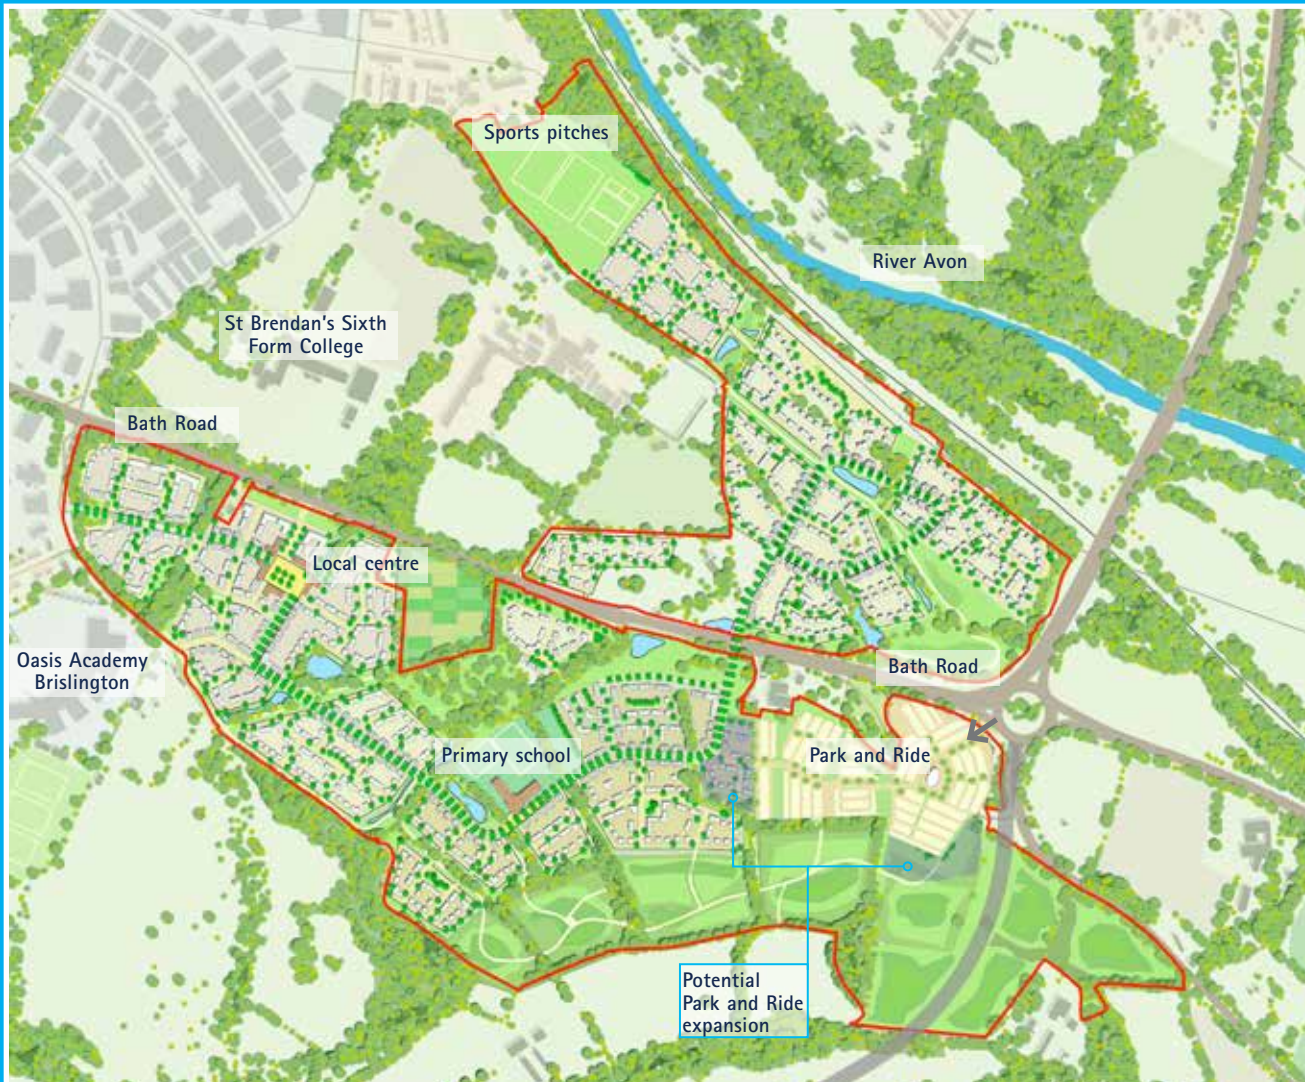 Sports pitches
River Avon
St Brendan's Sixth
Form College
Bath Road
Local centre
Oasis Academy
Brislington
Bath Road
Primary school
Park and Ride
Potential
Park and Ride
expansion